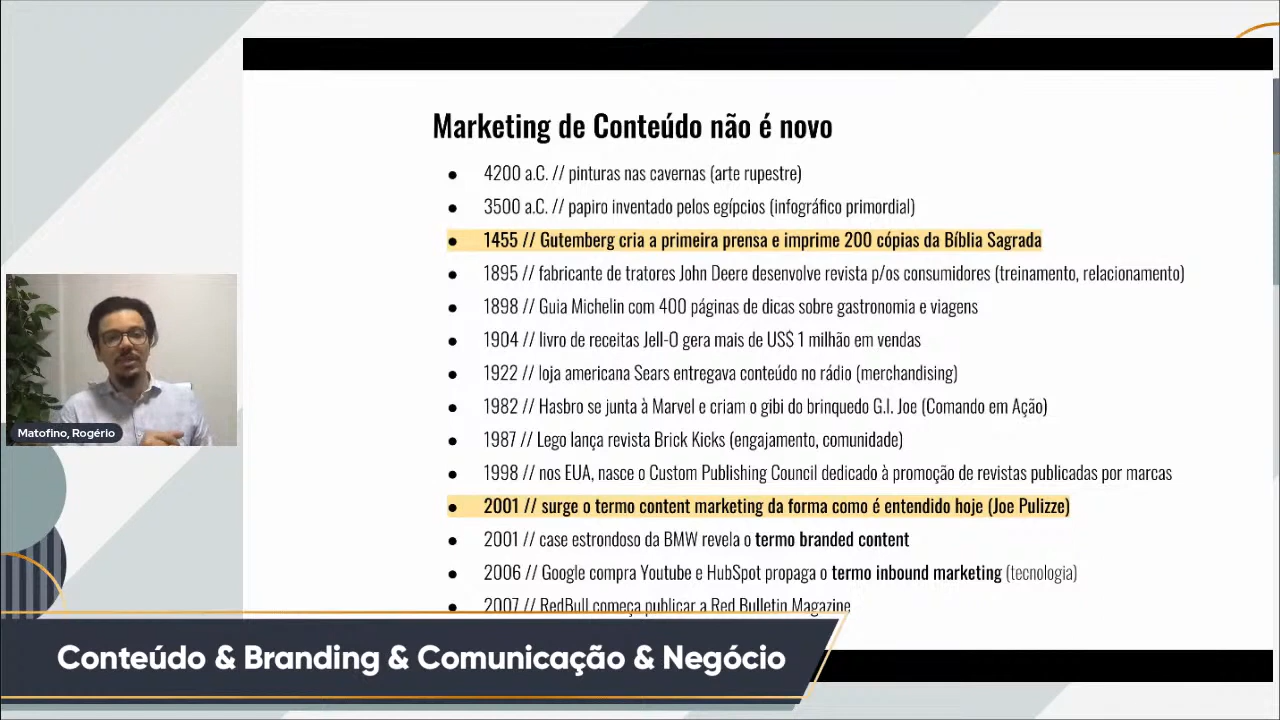 Marketing de Conteúdo não é novo
● 4200 a.C. // pinturas nas cavernas (arte rupestre)
● 3500 a.C. // papiro inventado pelos egípcios (infográfico primordial)
● 1455 // Gutemberg cria a primeira prensa e imprime 200 cópias da Bíblia Sagrada
● 1895 // fabricante de tratores John Deere desenvolve revista p/os consumidores (treinamento, relacionamento)
● 1898 // Guia Michelin com 400 páginas de dicas sobre gastronomia e viagens
● 1904 // livro de receitas Jell-O gera mais de US$ 1 milhão em vendas
● 1922 // loja americana Sears entregava conteúdo no rádio (merchandising)
● 1982 // Hasbro se junta à Marvel e criam o gibi do brinquedo G.I. Joe (Comando em Ação)
● 1987 // Lego lança revista Brick Kicks (engajamento, comunidade)
● 1998 // nos EUA, nasce o Custom Publishing Council dedicado à promoção de revistas publicadas por marcas
● 2001 // surge o termo content marketing da forma como é entendido hoje (Joe Pulizze)
● 2001 // case estrondoso da BMW revela o termo branded content
● 2006 // Google compra Youtube e HubSpot propaga o termo inbound marketing (tecnologia)
● 2007 // RedBull começa publicar a Red Bulletin Magazine
Matofino, Rogério
Conteúdo & Branding & Comunicação & Negócio